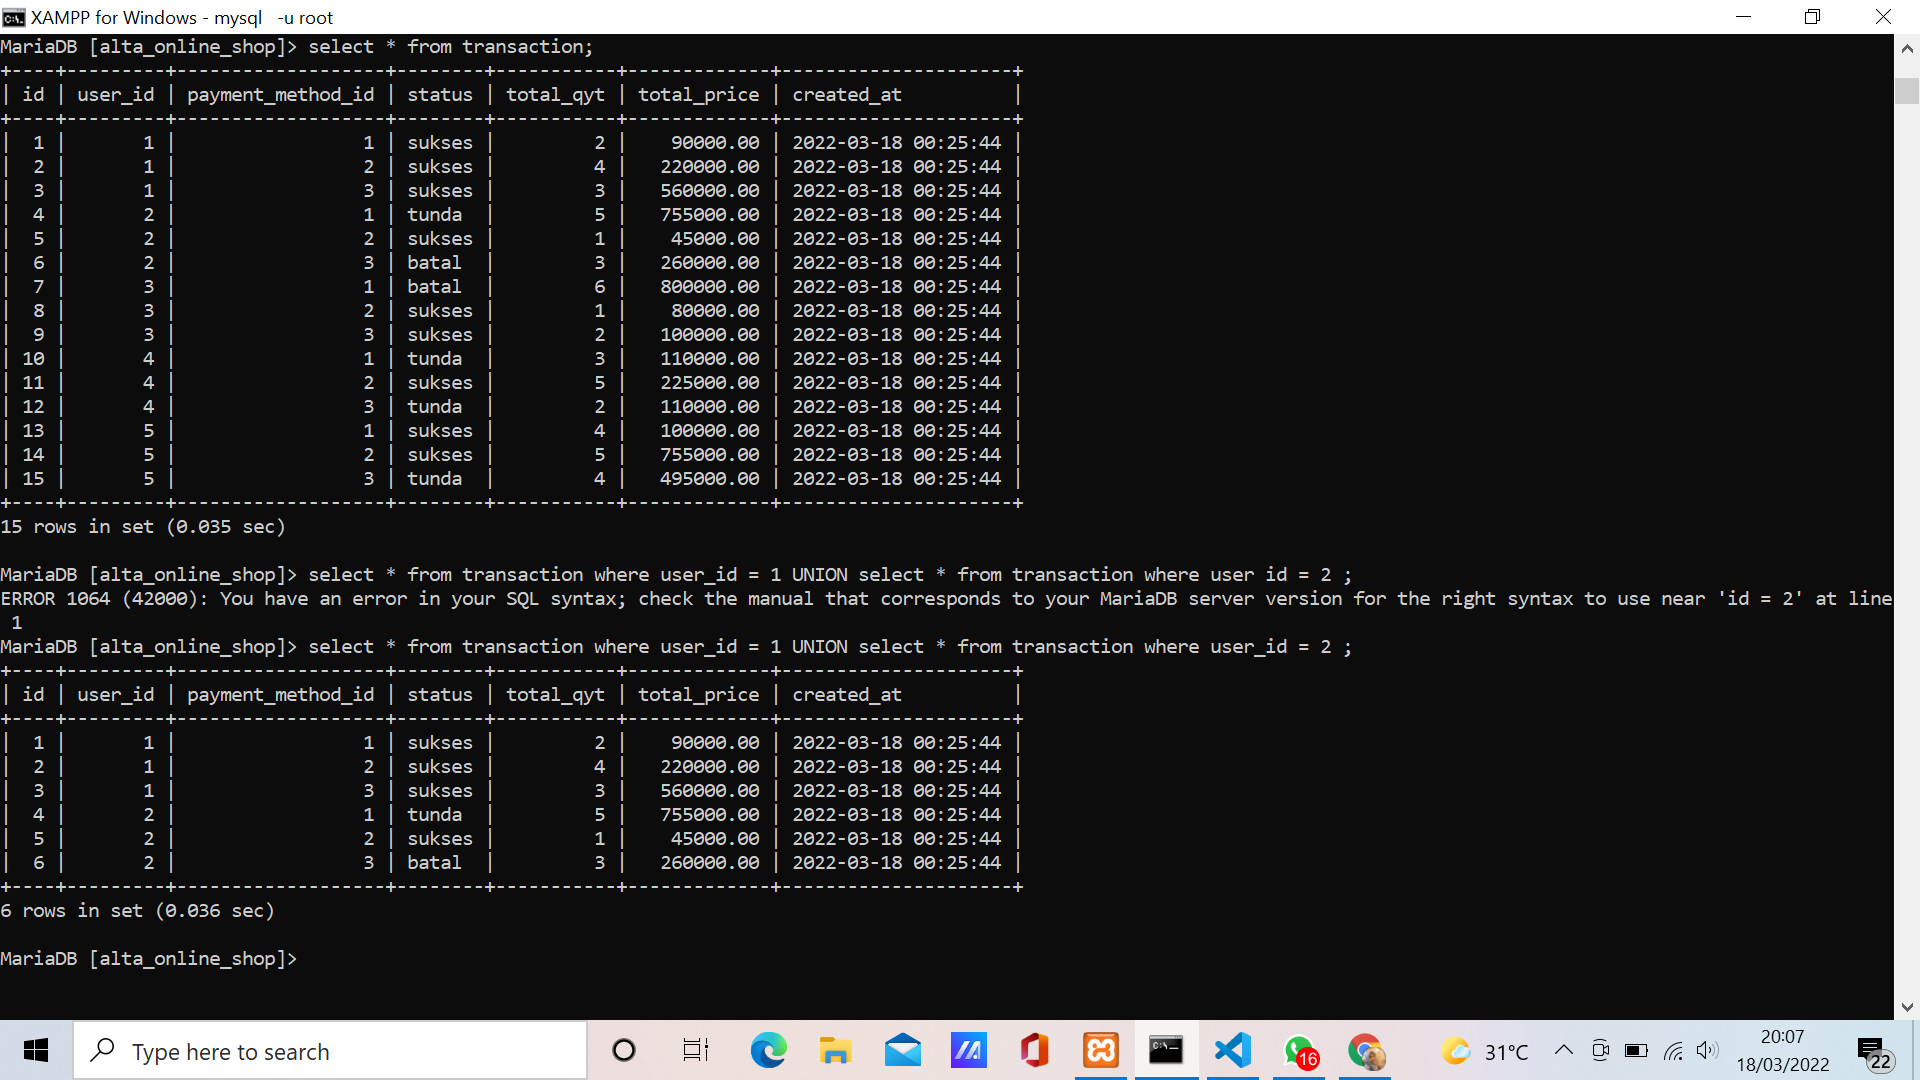 XAMPP for Windows - mysql -u root
MariaDB [alta_online_shop]> select * from transaction;
+----+---------+-------------------+--------+-----------+-------------+---------------------+
| id | user_id | payment_method_id | status | total_qyt | total_price | created_at          |
+----+---------+-------------------+--------+-----------+-------------+---------------------+
|  1 |       1 |                 1 | sukses |         2 |    90000.00 | 2022-03-18 00:25:44 |
|  2 |       1 |                 2 | sukses |         4 |   220000.00 | 2022-03-18 00:25:44 |
|  3 |       1 |                 3 | sukses |         3 |   560000.00 | 2022-03-18 00:25:44 |
|  4 |       2 |                 1 | tunda  |         5 |   755000.00 | 2022-03-18 00:25:44 |
|  5 |       2 |                 2 | sukses |         1 |    45000.00 | 2022-03-18 00:25:44 |
|  6 |       2 |                 3 | batal  |         3 |   260000.00 | 2022-03-18 00:25:44 |
|  7 |       3 |                 1 | batal  |         6 |   800000.00 | 2022-03-18 00:25:44 |
|  8 |       3 |                 2 | sukses |         1 |    80000.00 | 2022-03-18 00:25:44 |
|  9 |       3 |                 3 | sukses |         2 |   100000.00 | 2022-03-18 00:25:44 |
| 10 |       4 |                 1 | tunda  |         3 |   110000.00 | 2022-03-18 00:25:44 |
| 11 |       4 |                 2 | sukses |         5 |   225000.00 | 2022-03-18 00:25:44 |
| 12 |       4 |                 3 | tunda  |         2 |   110000.00 | 2022-03-18 00:25:44 |
| 13 |       5 |                 1 | sukses |         4 |   100000.00 | 2022-03-18 00:25:44 |
| 14 |       5 |                 2 | sukses |         5 |   755000.00 | 2022-03-18 00:25:44 |
| 15 |       5 |                 3 | tunda  |         4 |   495000.00 | 2022-03-18 00:25:44 |
+----+---------+-------------------+--------+-----------+-------------+---------------------+
15 rows in set (0.035 sec)
MariaDB [alta_online_shop]> select * from transaction where user_id = 1 UNION select * from transaction where user id = 2 ;
ERROR 1064 (42000): You have an error in your SQL syntax; check the manual that corresponds to your MariaDB server version for the right syntax to use near 'id = 2' at line
 1
MariaDB [alta_online_shop]> select * from transaction where user_id = 1 UNION select * from transaction where user_id = 2 ;
+----+---------+-------------------+--------+-----------+-------------+---------------------+
| id | user_id | payment_method_id | status | total_qyt | total_price | created_at          |
+----+---------+-------------------+--------+-----------+-------------+---------------------+
|  1 |       1 |                 1 | sukses |         2 |    90000.00 | 2022-03-18 00:25:44 |
|  2 |       1 |                 2 | sukses |         4 |   220000.00 | 2022-03-18 00:25:44 |
|  3 |       1 |                 3 | sukses |         3 |   560000.00 | 2022-03-18 00:25:44 |
|  4 |       2 |                 1 | tunda  |         5 |   755000.00 | 2022-03-18 00:25:44 |
|  5 |       2 |                 2 | sukses |         1 |    45000.00 | 2022-03-18 00:25:44 |
|  6 |       2 |                 3 | batal  |         3 |   260000.00 | 2022-03-18 00:25:44 |
+----+---------+-------------------+--------+-----------+-------------+---------------------+
6 rows in set (0.036 sec)
MariaDB [alta_online_shop]>
Type here to search
16
31°C
20:07
18/03/2022
22